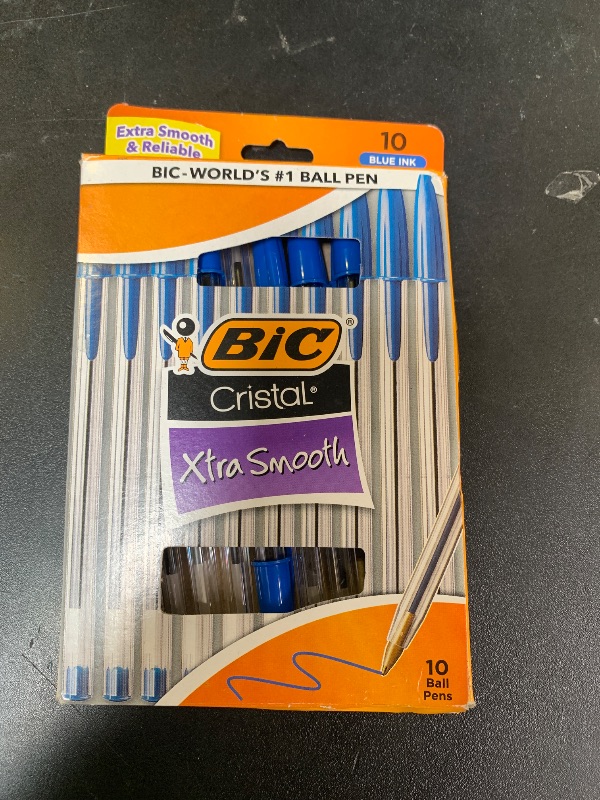 Extra Smooth
& Reliable
10
BLUE INK
BIC-WORLD'S #1 BALL PEN
BiC®
Cristal®
Xtra Smooth
10
Ball
Pens